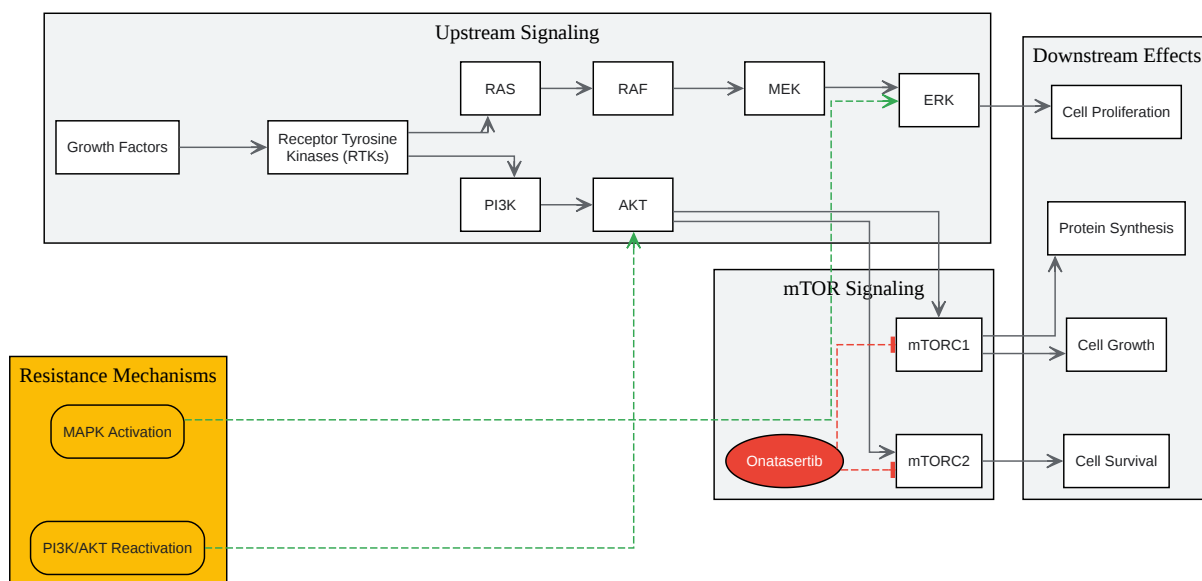 Upstream Signaling
Growth Factors
Receptor Tyrosine
Kinases (RTKs)
RAS
RAF
MEK
ERK
PI3K
AKT
mTOR Signaling
mTORC1
Onatasertib
mTORC2
Downstream Effects
Cell Proliferation
Protein Synthesis
Cell Growth
Cell Survival
Resistance Mechanisms
MAPK Activation
PI3K/AKT Reactivation